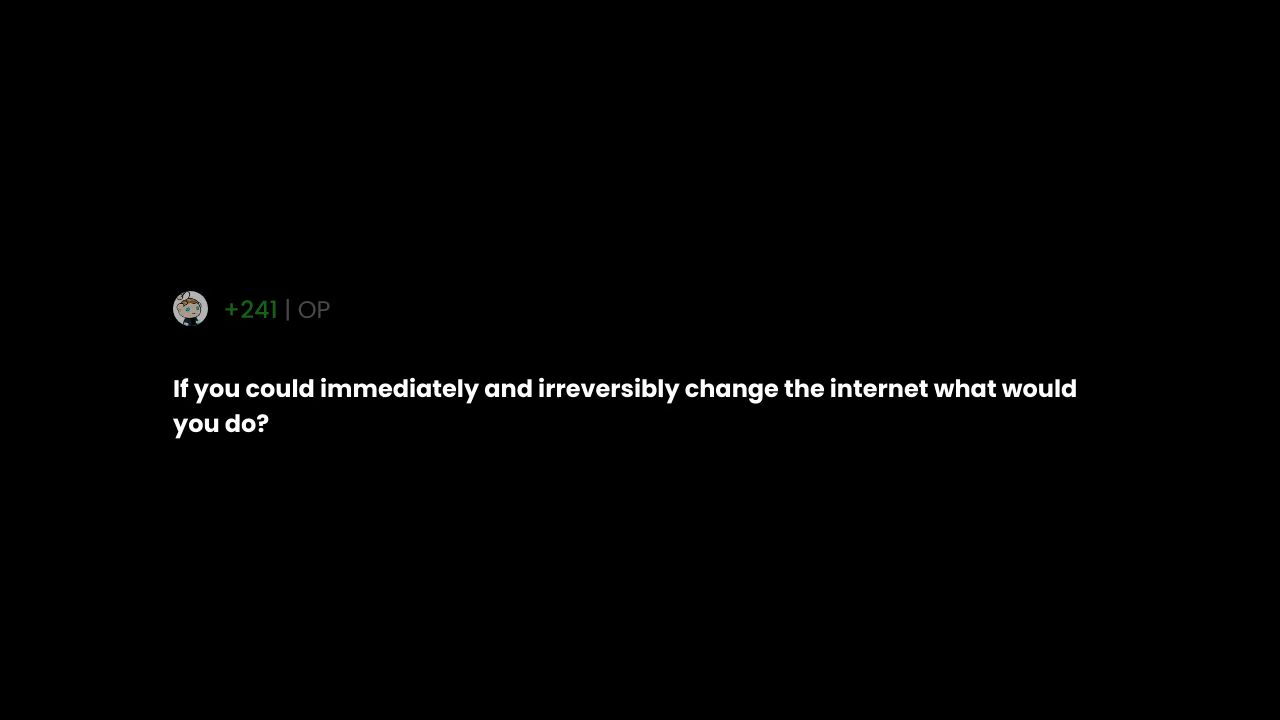 +241 | OP
If you could immediately and irreversibly change the internet what would
you do?